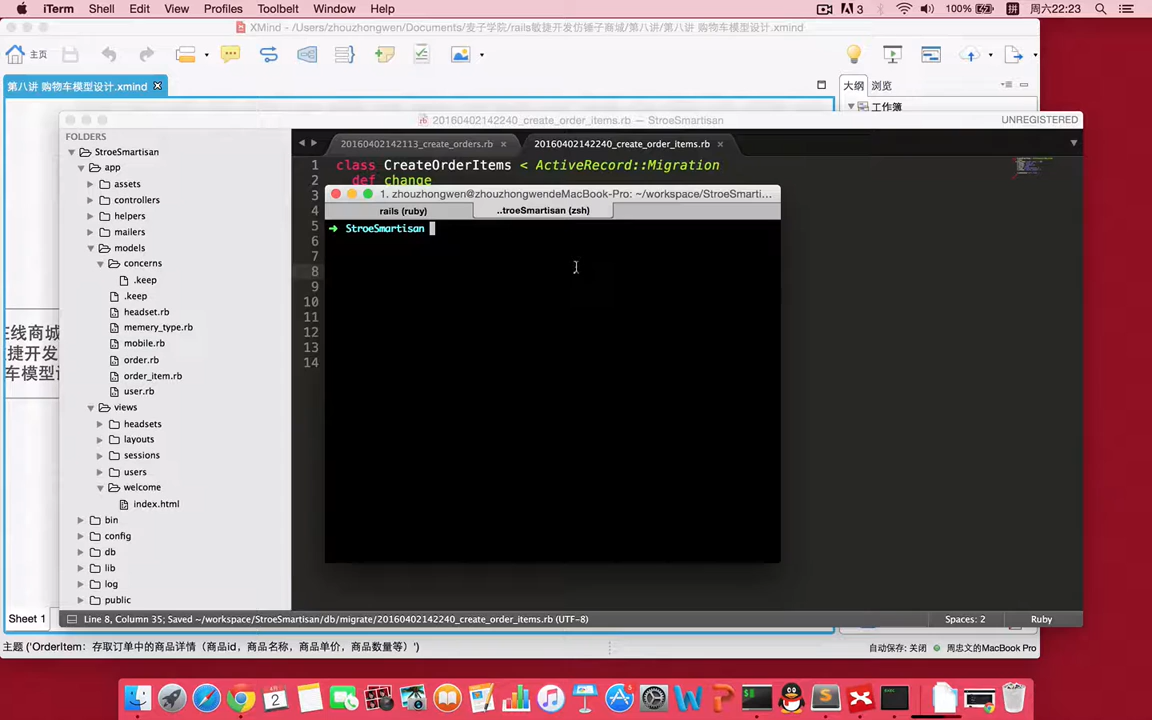 iTerm Shell Edit View Profiles Toolbelt Window Help 3 100% 拼 周六22:23
XMind - /Users/zhouzhongwen/Documents/麦子学院/rails敏捷开发仿锤子商城/第八讲/第八讲 购物车模型设计.xmind
主页
第八讲 购物车模型设计.xmind
大纲 浏览
工作簿
20160402142240_create_order_items.rb — StroeSmartisan
UNREGISTERED
FOLDERS
StroeSmartisan
app
assets
controllers
helpers
mailers
models
concerns
.keep
.keep
headset.rb
memery_type.rb
mobile.rb
order.rb
order_item.rb
user.rb
views
headsets
layouts
sessions
users
welcome
index.html
bin
config
db
lib
log
public
20160402142113_create_orders.rb
20160402142240_create_order_items.rb
1 class CreateOrderItems < ActiveRecord::Migration
2 def change
3
4
5
6
7
8
9
10
11
12
13
14
1. zhouzhongwen@zhouzhongwendeMacBook-Pro: ~/workspace/StroeSmarti...
rails (ruby)
..troeSmartisan (zsh)
➜ StroeSmartisan
在线商城
捷开发
车模型设
Sheet 1
Line 8, Column 35; Saved ~/workspace/StroeSmartisan/db/migrate/20160402142240_create_order_items.rb (UTF-8)
Spaces: 2
Ruby
主题 ('OrderItem：存取订单中的商品详情（商品id，商品名称，商品单价，商品数量等）')
自动保存: 关闭
周忠文的MacBook Pro